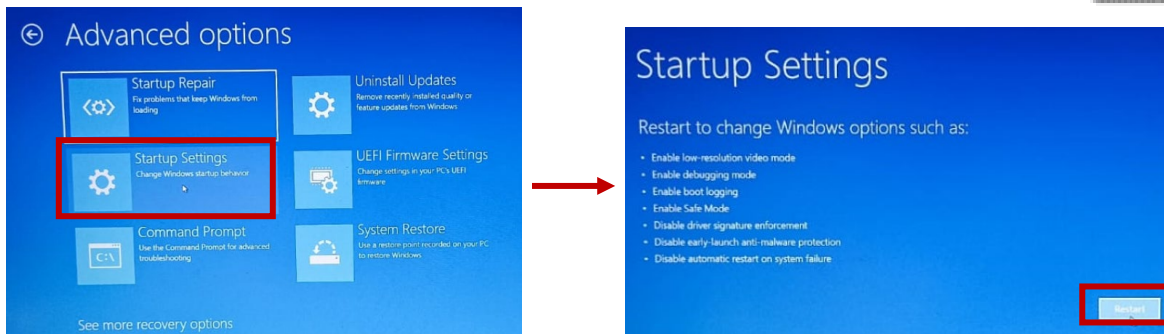 Advanced options
Startup Repair
Fix problems that keep Windows from
loading
Uninstall Updates
Remove recently installed quality or
feature updates from Windows
Startup Settings
Change Windows startup behavior
UEFI Firmware Settings
Change settings in your PC's UEFI
firmware
Command Prompt
Use the Command Prompt for advanced
troubleshooting
C:\
System Restore
Use a restore point recorded on your PC
to restore Windows
See more recovery options
Startup Settings
Restart to change Windows options such as:
• Enable low-resolution video mode
• Enable debugging mode
• Enable boot logging
• Enable Safe Mode
• Disable driver signature enforcement
• Disable early-launch anti-malware protection
• Disable automatic restart on system failure
Restart